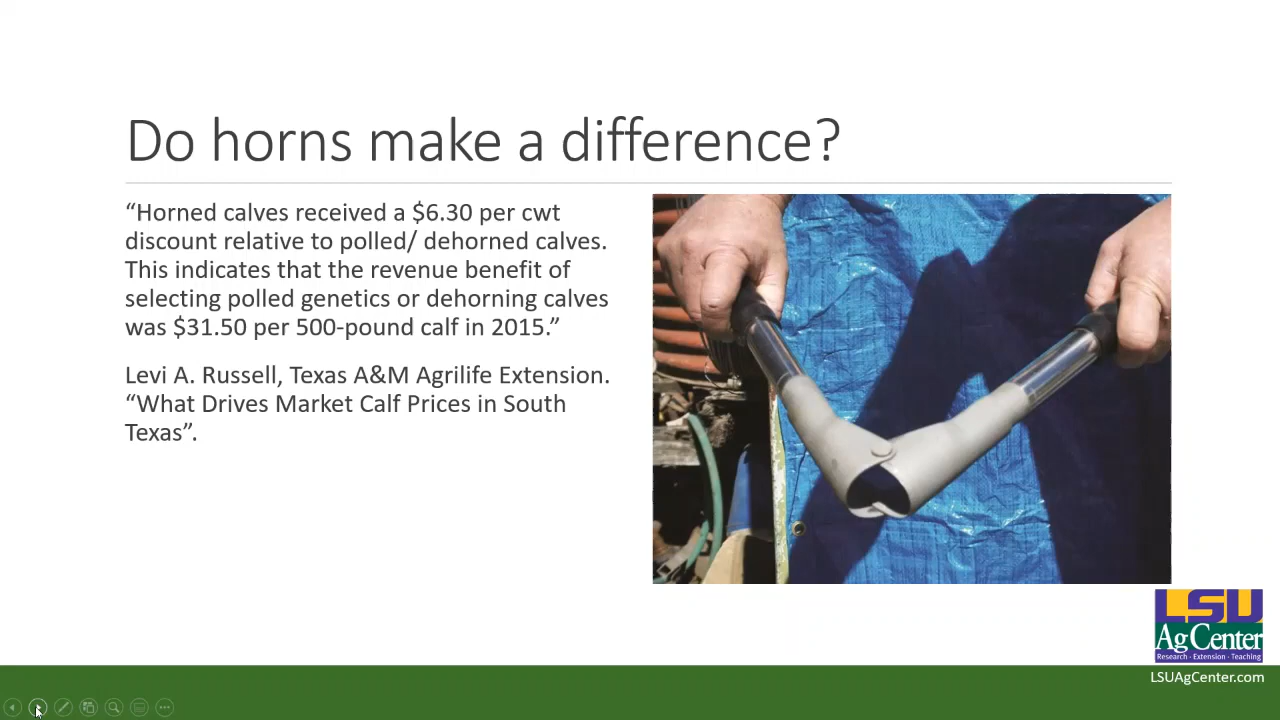 Do horns make a difference?
“Horned calves received a $6.30 per cwt
discount relative to polled/ dehorned calves.
This indicates that the revenue benefit of
selecting polled genetics or dehorning calves
was $31.50 per 500-pound calf in 2015.”
Levi A. Russell, Texas A&M Agrilife Extension.
“What Drives Market Calf Prices in South
Texas”.
LSU
AgCenter
Research · Extension · Teaching
LSUAgCenter.com